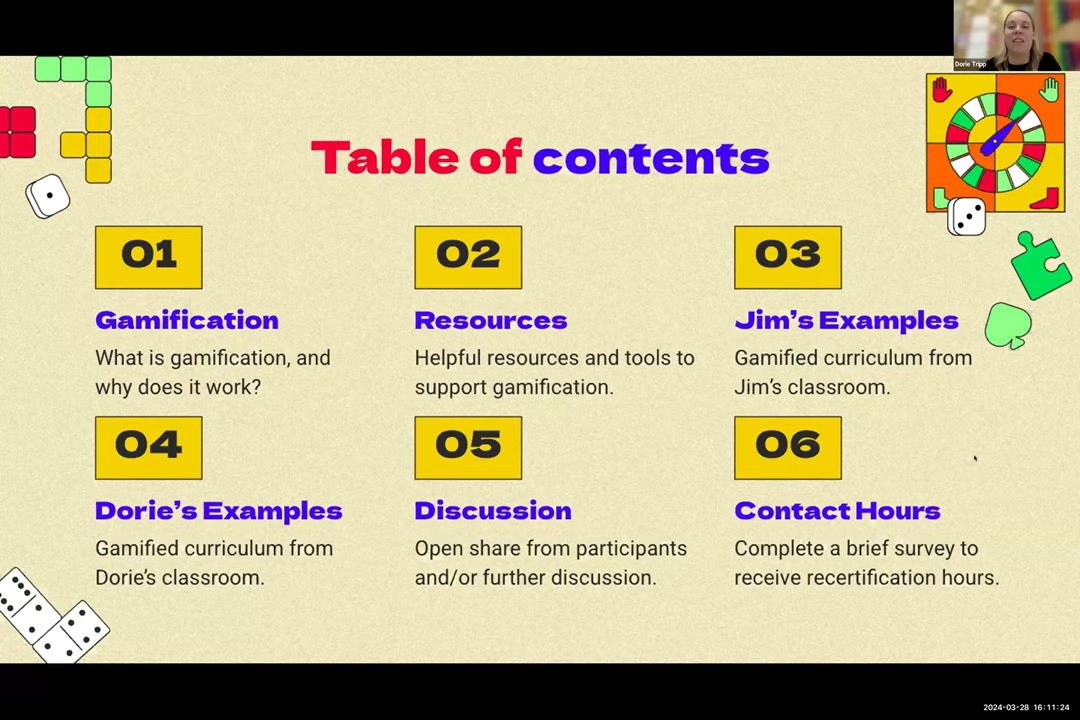 Dorie Tripp
Table of contents
01
02
03
Gamification
Resources
Jim's Examples
What is gamification, and
why does it work?
Helpful resources and tools to
support gamification.
Gamified curriculum from
Jim's classroom.
04
05
06
Dorie's Examples
Discussion
Contact Hours
Gamified curriculum from
Dorie's classroom.
Open share from participants
and/or further discussion.
Complete a brief survey to
receive recertification hours.
2024-03-28 16:11:24